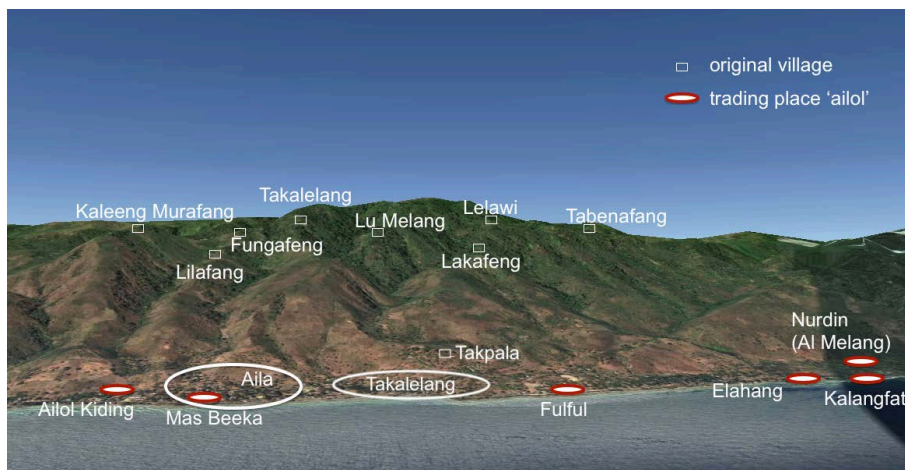 original village
trading place 'ailol'
Takalelang
Kaleeng Murafang
Lu Melang
Lelawi
Tabenafang
Fungafeng
Lakafeng
Lilafang
Nurdin
(Al Melang)
Takpala
Aila
Takalelang
Elahang
Ailol Kiding
Mas Beeka
Fulful
Kalangfat